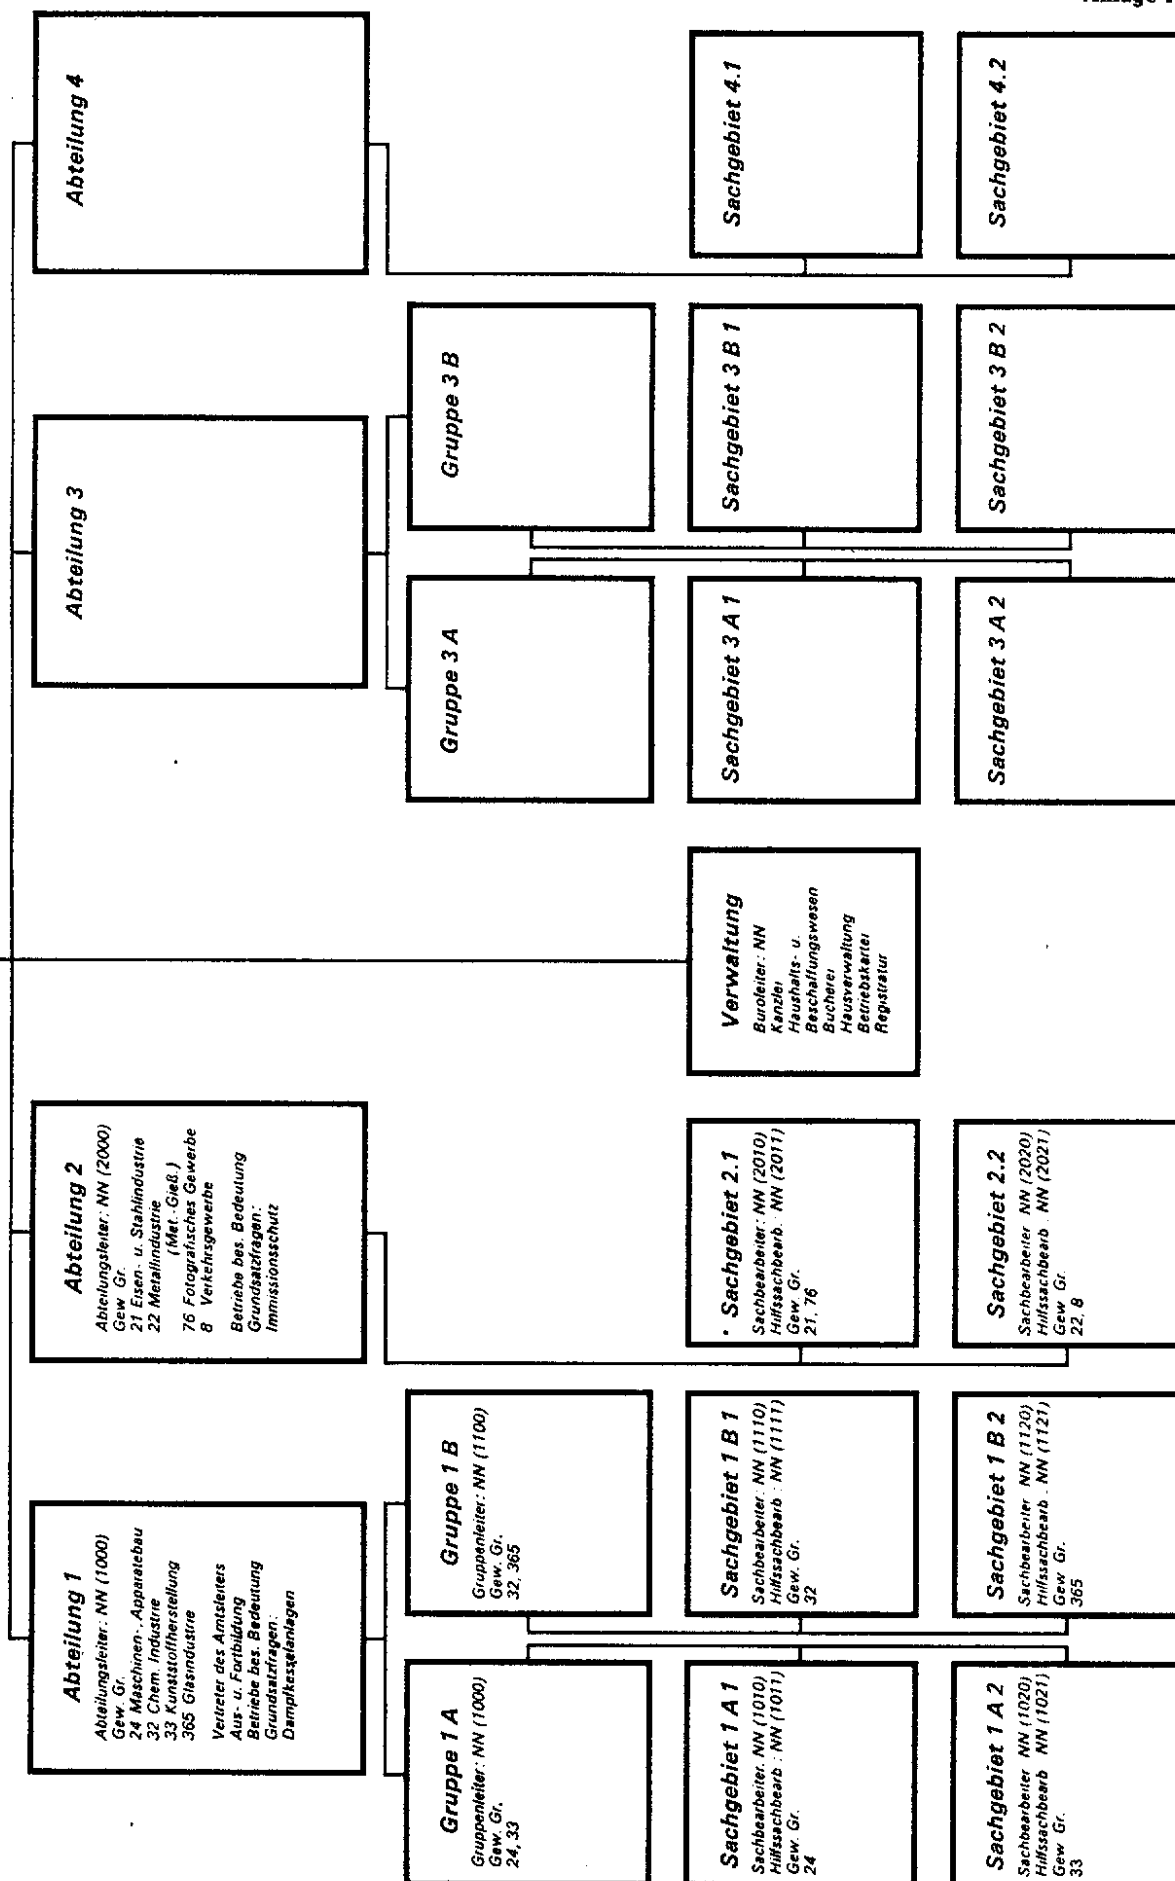 Abteilung 1
Abteilungsleiter: NN (1000)
Gew. Gr.
24 Maschinen-, Apparatebau
32 Chem. Industrie
33 Kunststoffherstellung
365 Glasindustrie
Vertreter des Amtsleiters
Aus- u. Fortbildung
Betriebe bes. Bedeutung
Grundsatzfragen:
Dampfkesselanlagen
Abteilung 2
Abteilungsleiter: NN (2000)
Gew Gr.
21 Eisen- u. Stahlindustrie
22 Metallindustrie
(Met.-Gieß.)
76 Fotografisches Gewerbe
8 Verkehrsgewerbe
Betriebe bes. Bedeutung
Grundsatzfragen:
Immissionsschutz
Abteilung 3
Abteilung 4
Gruppe 1 A
Gruppenleiter: NN (1000)
Gew. Gr.
24, 33
Gruppe 1 B
Gruppenleiter: NN (1100)
Gew. Gr.
32, 365
Gruppe 3 A
Gruppe 3 B
Sachgebiet 1 A 1
Sachbearbeiter: NN (1010)
Hilfssachbearb.: NN (1011)
Gew. Gr.
24
Sachgebiet 1 B 1
Sachbearbeiter: NN (1110)
Hilfssachbearb.: NN (1111)
Gew. Gr.
32
Sachgebiet 2.1
Sachbearbeiter: NN (2010)
Hilfssachbearb. NN (2011)
Gew. Gr.
21, 76
Verwaltung
Buroleiter: NN
Kanzlei
Haushalts- u.
Beschaffungswesen
Bucherei
Hausverwaltung
Betriebskartei
Registratur
Sachgebiet 3 A 1
Sachgebiet 3 B 1
Sachgebiet 4.1
Sachgebiet 1 A 2
Sachbearbeiter NN (1020)
Hilfssachbearb NN (1021)
Gew Gr.
33
Sachgebiet 1 B 2
Sachbearbeiter NN (1120)
Hilfssachbearb. NN (1121)
Gew. Gr.
365
Sachgebiet 2.2
Sachbearbeiter NN (2020)
Hilfssachbearb. NN (2021)
Gew Gr.
22, 8
Sachgebiet 3 A 2
Sachgebiet 3 B 2
Sachgebiet 4.2